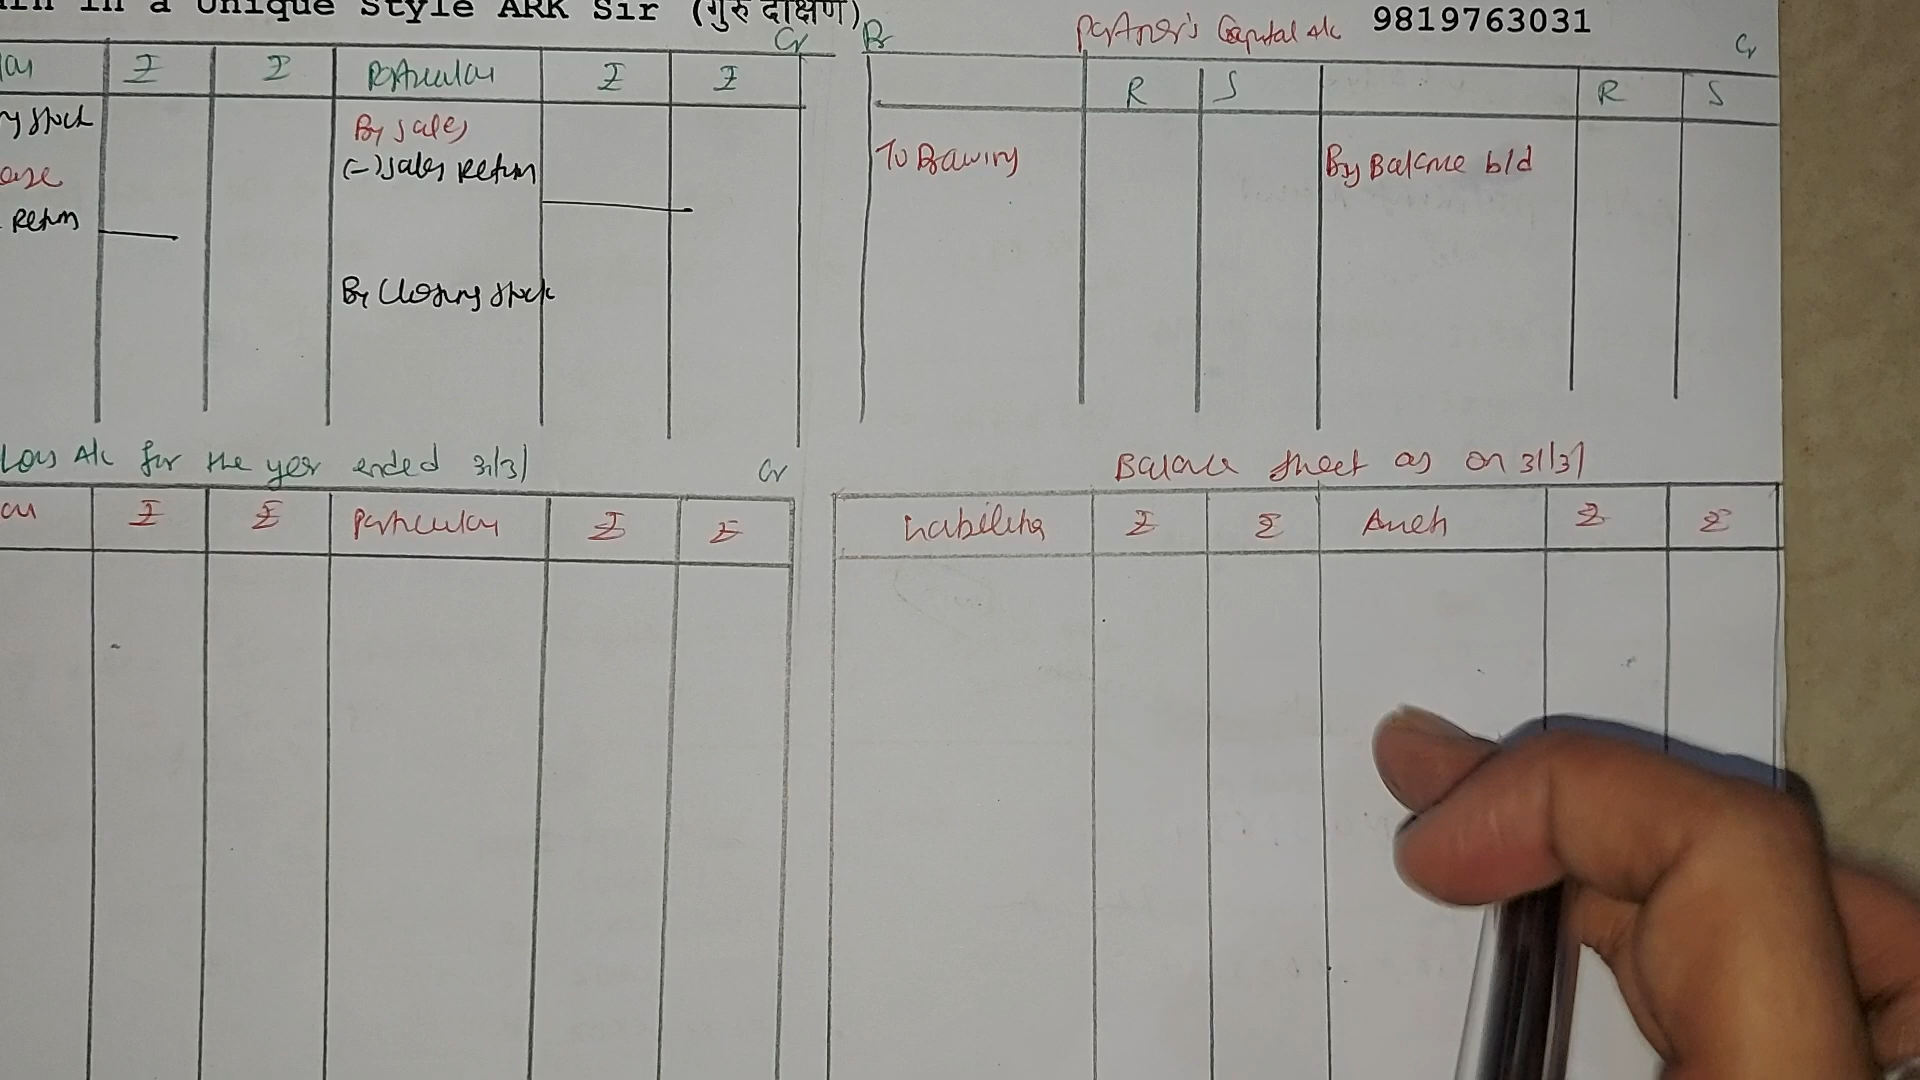 in a Unique Style ARK Sir (गुरु दक्षिणा) 9819763031
Cr
₹ ₹ Particular ₹ ₹
By Sales
(-) Sales Return
Return
By Closing Stock
Dr Partner's Capital A/c Cr
R S R S
To Drawing By Balance b/d
Loss A/c for the year ended 31/3/ Cr
₹ ₹ Particular ₹ ₹
Balance Sheet as on 31/3/
Liabilities ₹ ₹ Assets ₹ ₹